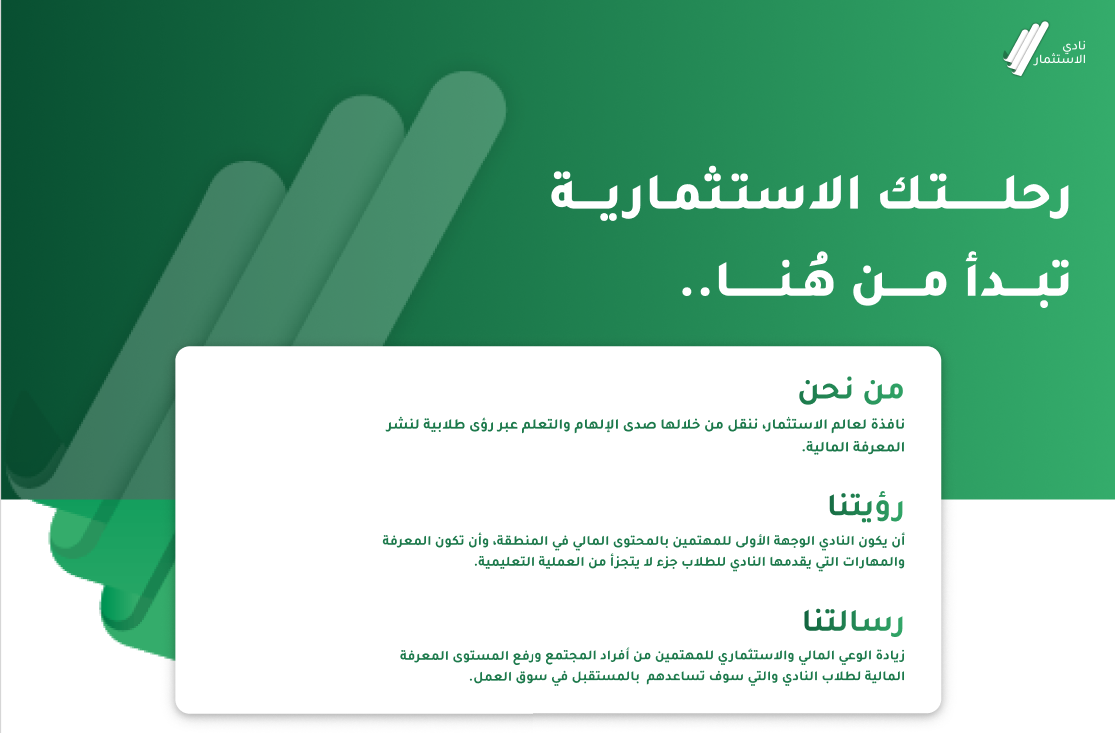 نادي
الاستثمار
رحلــــتك الاستثماريــة
تبــدأ مــن هُنــــا..
من نحن
نافذة لعالم الاستثمار، ننقل من خلالها صدى الإلهام والتعلم عبر رؤى طلابية لنشر
المعرفة المالية.
رؤيتنا
أن يكون النادي الوجهة الأولى للمهتمين بالمحتوى المالي في المنطقة، وأن تكون المعرفة
والمهارات التي يقدمها النادي للطلاب جزء لا يتجزأ من العملية التعليمية.
رسالتنا
زيادة الوعي المالي والاستثماري للمهتمين من أفراد المجتمع ورفع المستوى المعرفة
المالية لطلاب النادي والتي سوف تساعدهم بالمستقبل في سوق العمل.